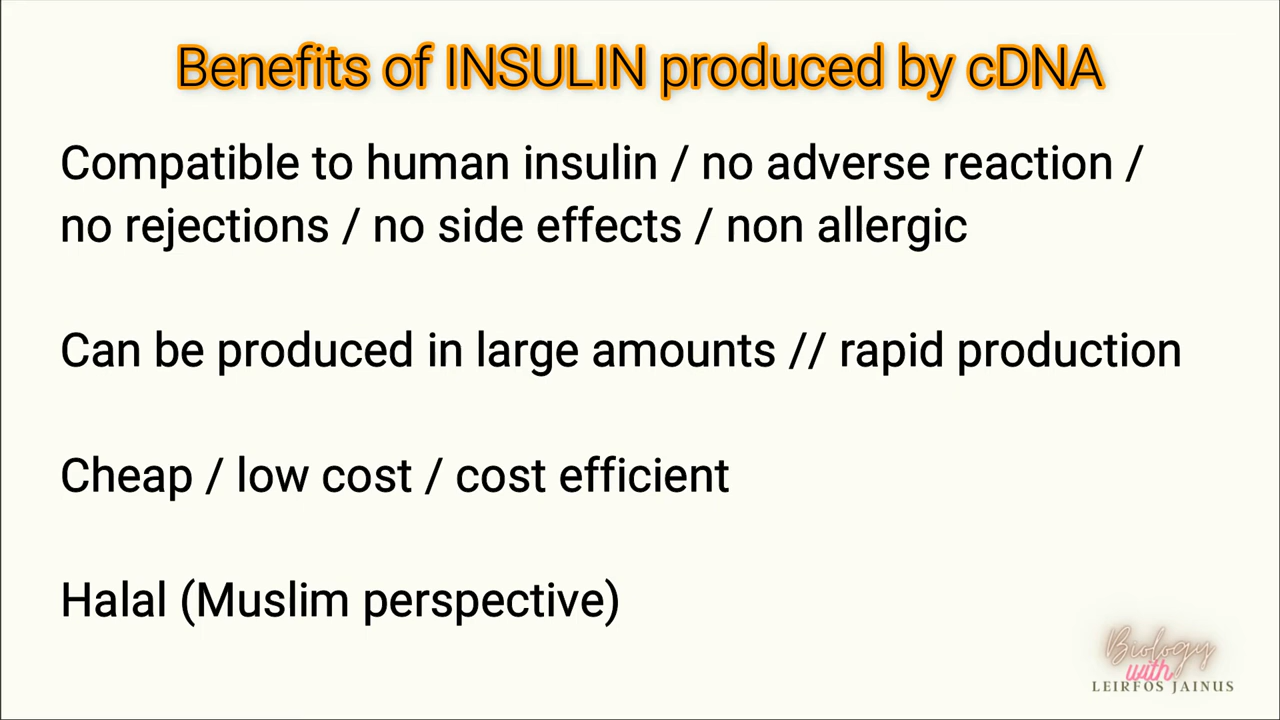 Benefits of INSULIN produced by cDNA
Compatible to human insulin / no adverse reaction /
no rejections / no side effects / non allergic
Can be produced in large amounts // rapid production
Cheap / low cost / cost efficient
Halal (Muslim perspective)
Biology
with
LEIRFOS JAINUS